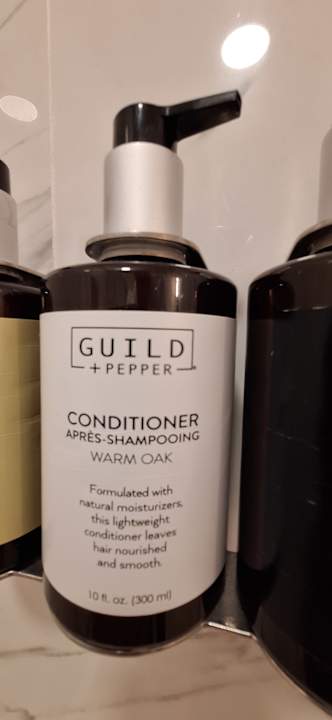 GUILD
+ PEPPER
CONDITIONER
APRÈS-SHAMPOOING
WARM OAK
Formulated with
natural moisturizers,
this lightweight
conditioner leaves
hair nourished
and smooth.
10 fl. oz. (300 ml)